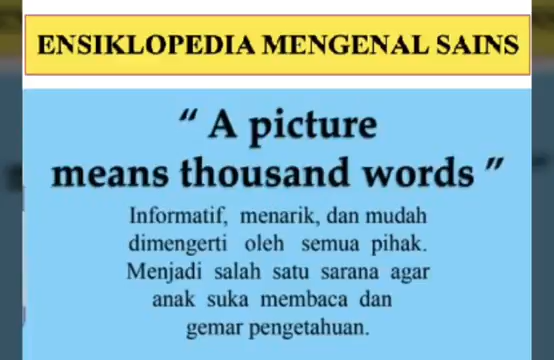 ENSIKLOPEDIA MENGENAL SAINS
“ A picture
means thousand words ”
Informatif, menarik, dan mudah
dimengerti oleh semua pihak.
Menjadi salah satu sarana agar
anak suka membaca dan
gemar pengetahuan.